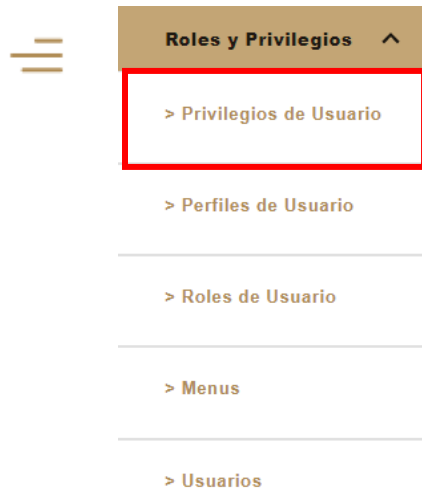 Roles y Privilegios
> Privilegios de Usuario
> Perfiles de Usuario
> Roles de Usuario
> Menus
> Usuarios